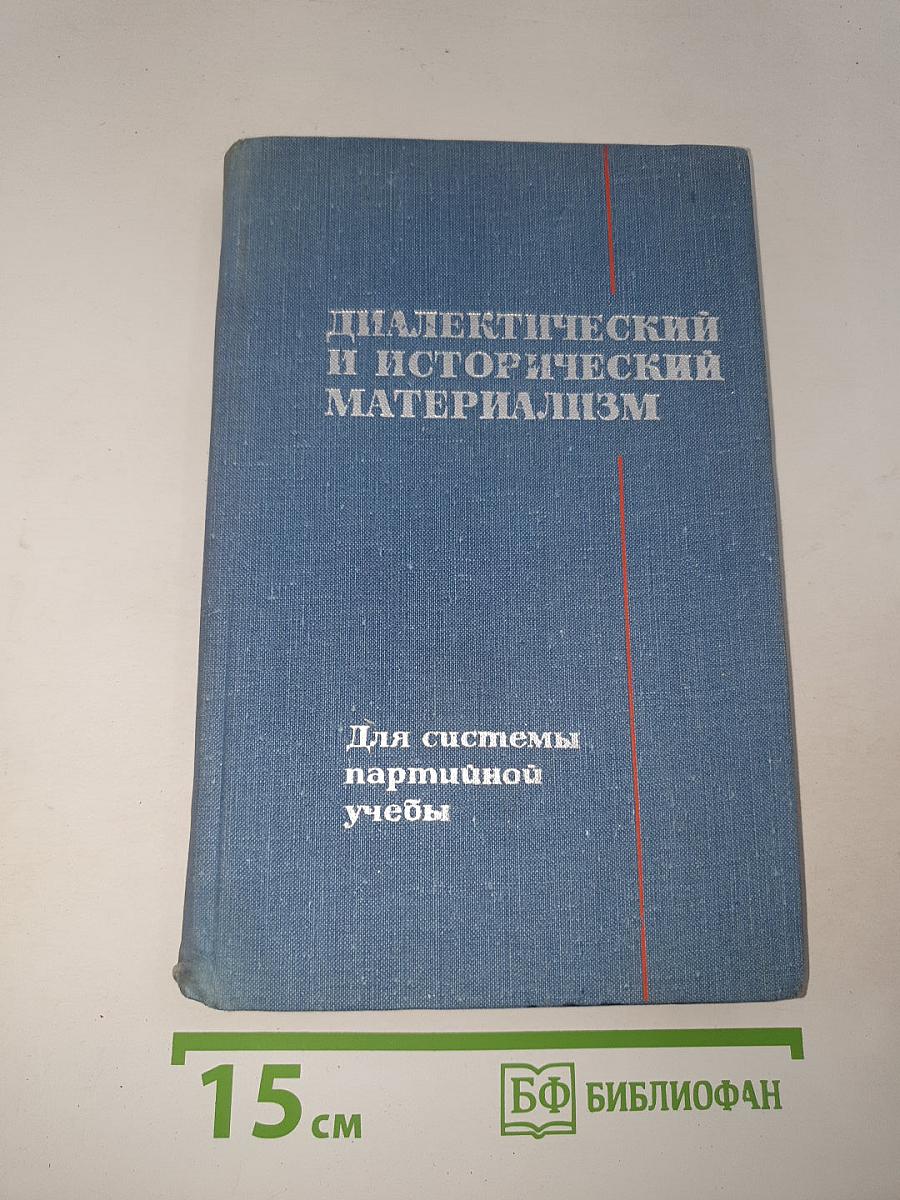 ДИАЛЕКТИЧЕСКИЙ
И ИСТОРИЧЕСКИЙ
МАТЕРИАЛИЗМ
Для системы
партийной
учебы
15 см
БФ БИБЛИОФАН